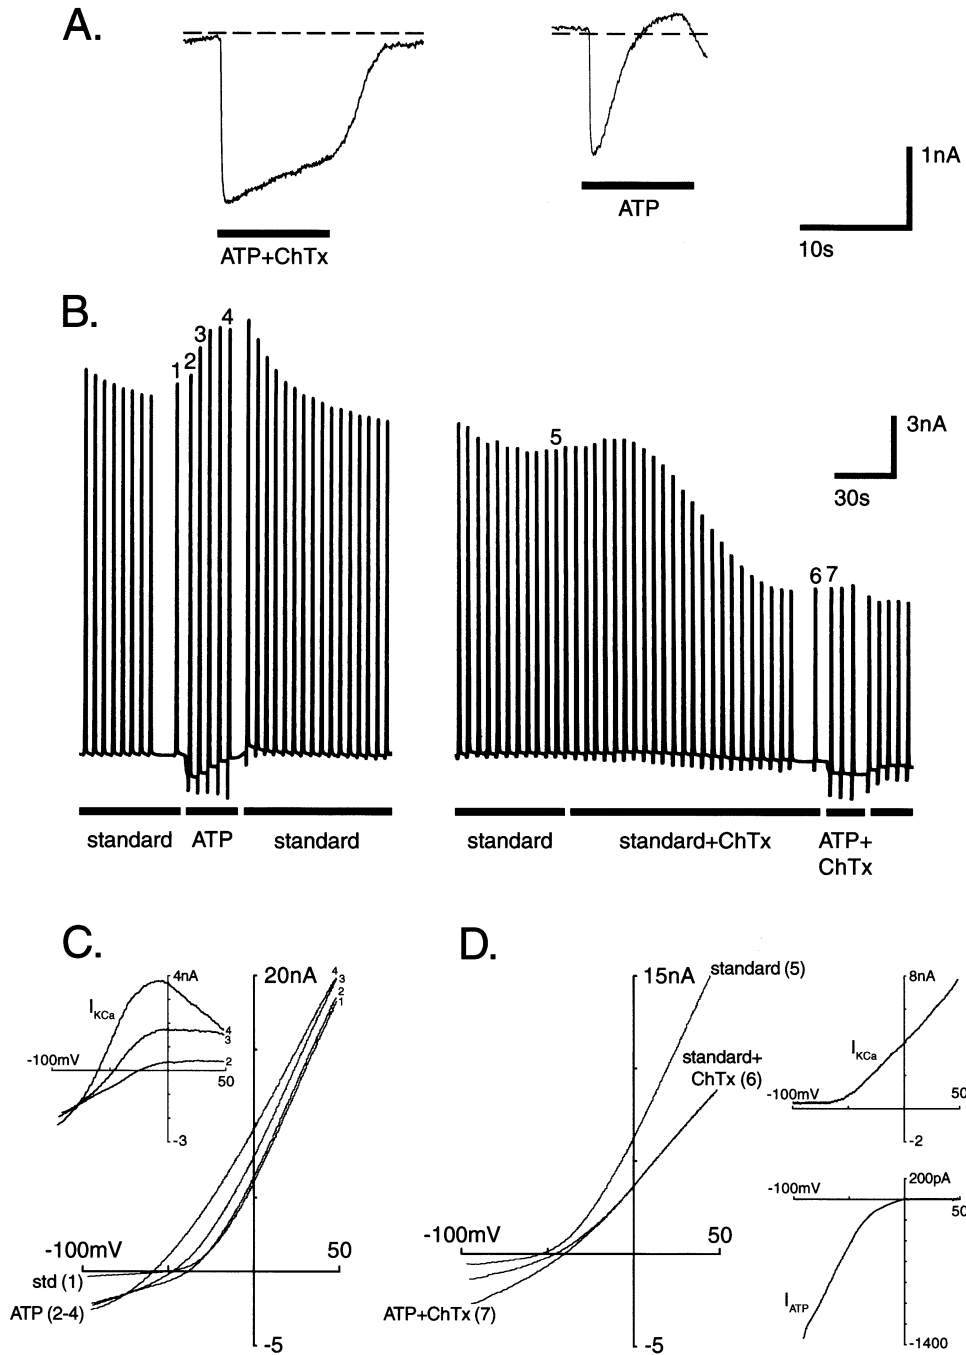 A.
1nA
ATP
10s
ATP+ChTx
B.
4
3
2
1
5
3nA
30s
6 7
standard
ATP
standard
standard
standard+ChTx
ATP+
ChTx
C.
D.
4nA
20nA
4
3
2
1
I_KCa
4
3
2
-100mV
50
-3
-100mV
50
std (1)
ATP (2-4)
-5
15nA
standard (5)
standard+
ChTx (6)
-100mV
50
ATP+ChTx (7)
-5
8nA
I_KCa
-100mV
50
-2
200pA
-100mV
50
I_ATP
-1400